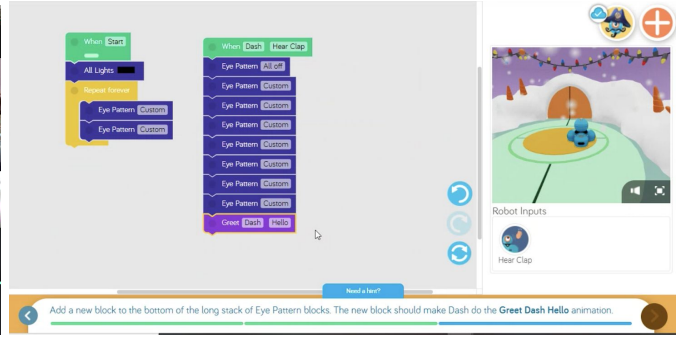 When Start
All Lights
Repeat forever
Eye Pattern Custom
Eye Pattern Custom
When Dash Hear Clap
Eye Pattern All off
Eye Pattern Custom
Eye Pattern Custom
Eye Pattern Custom
Eye Pattern Custom
Eye Pattern Custom
Eye Pattern Custom
Eye Pattern Custom
Greet Dash Hello
Robot Inputs
Hear Clap
Need a hint?
Add a new block to the bottom of the long stack of Eye Pattern blocks. The new block should make Dash do the Greet Dash Hello animation.